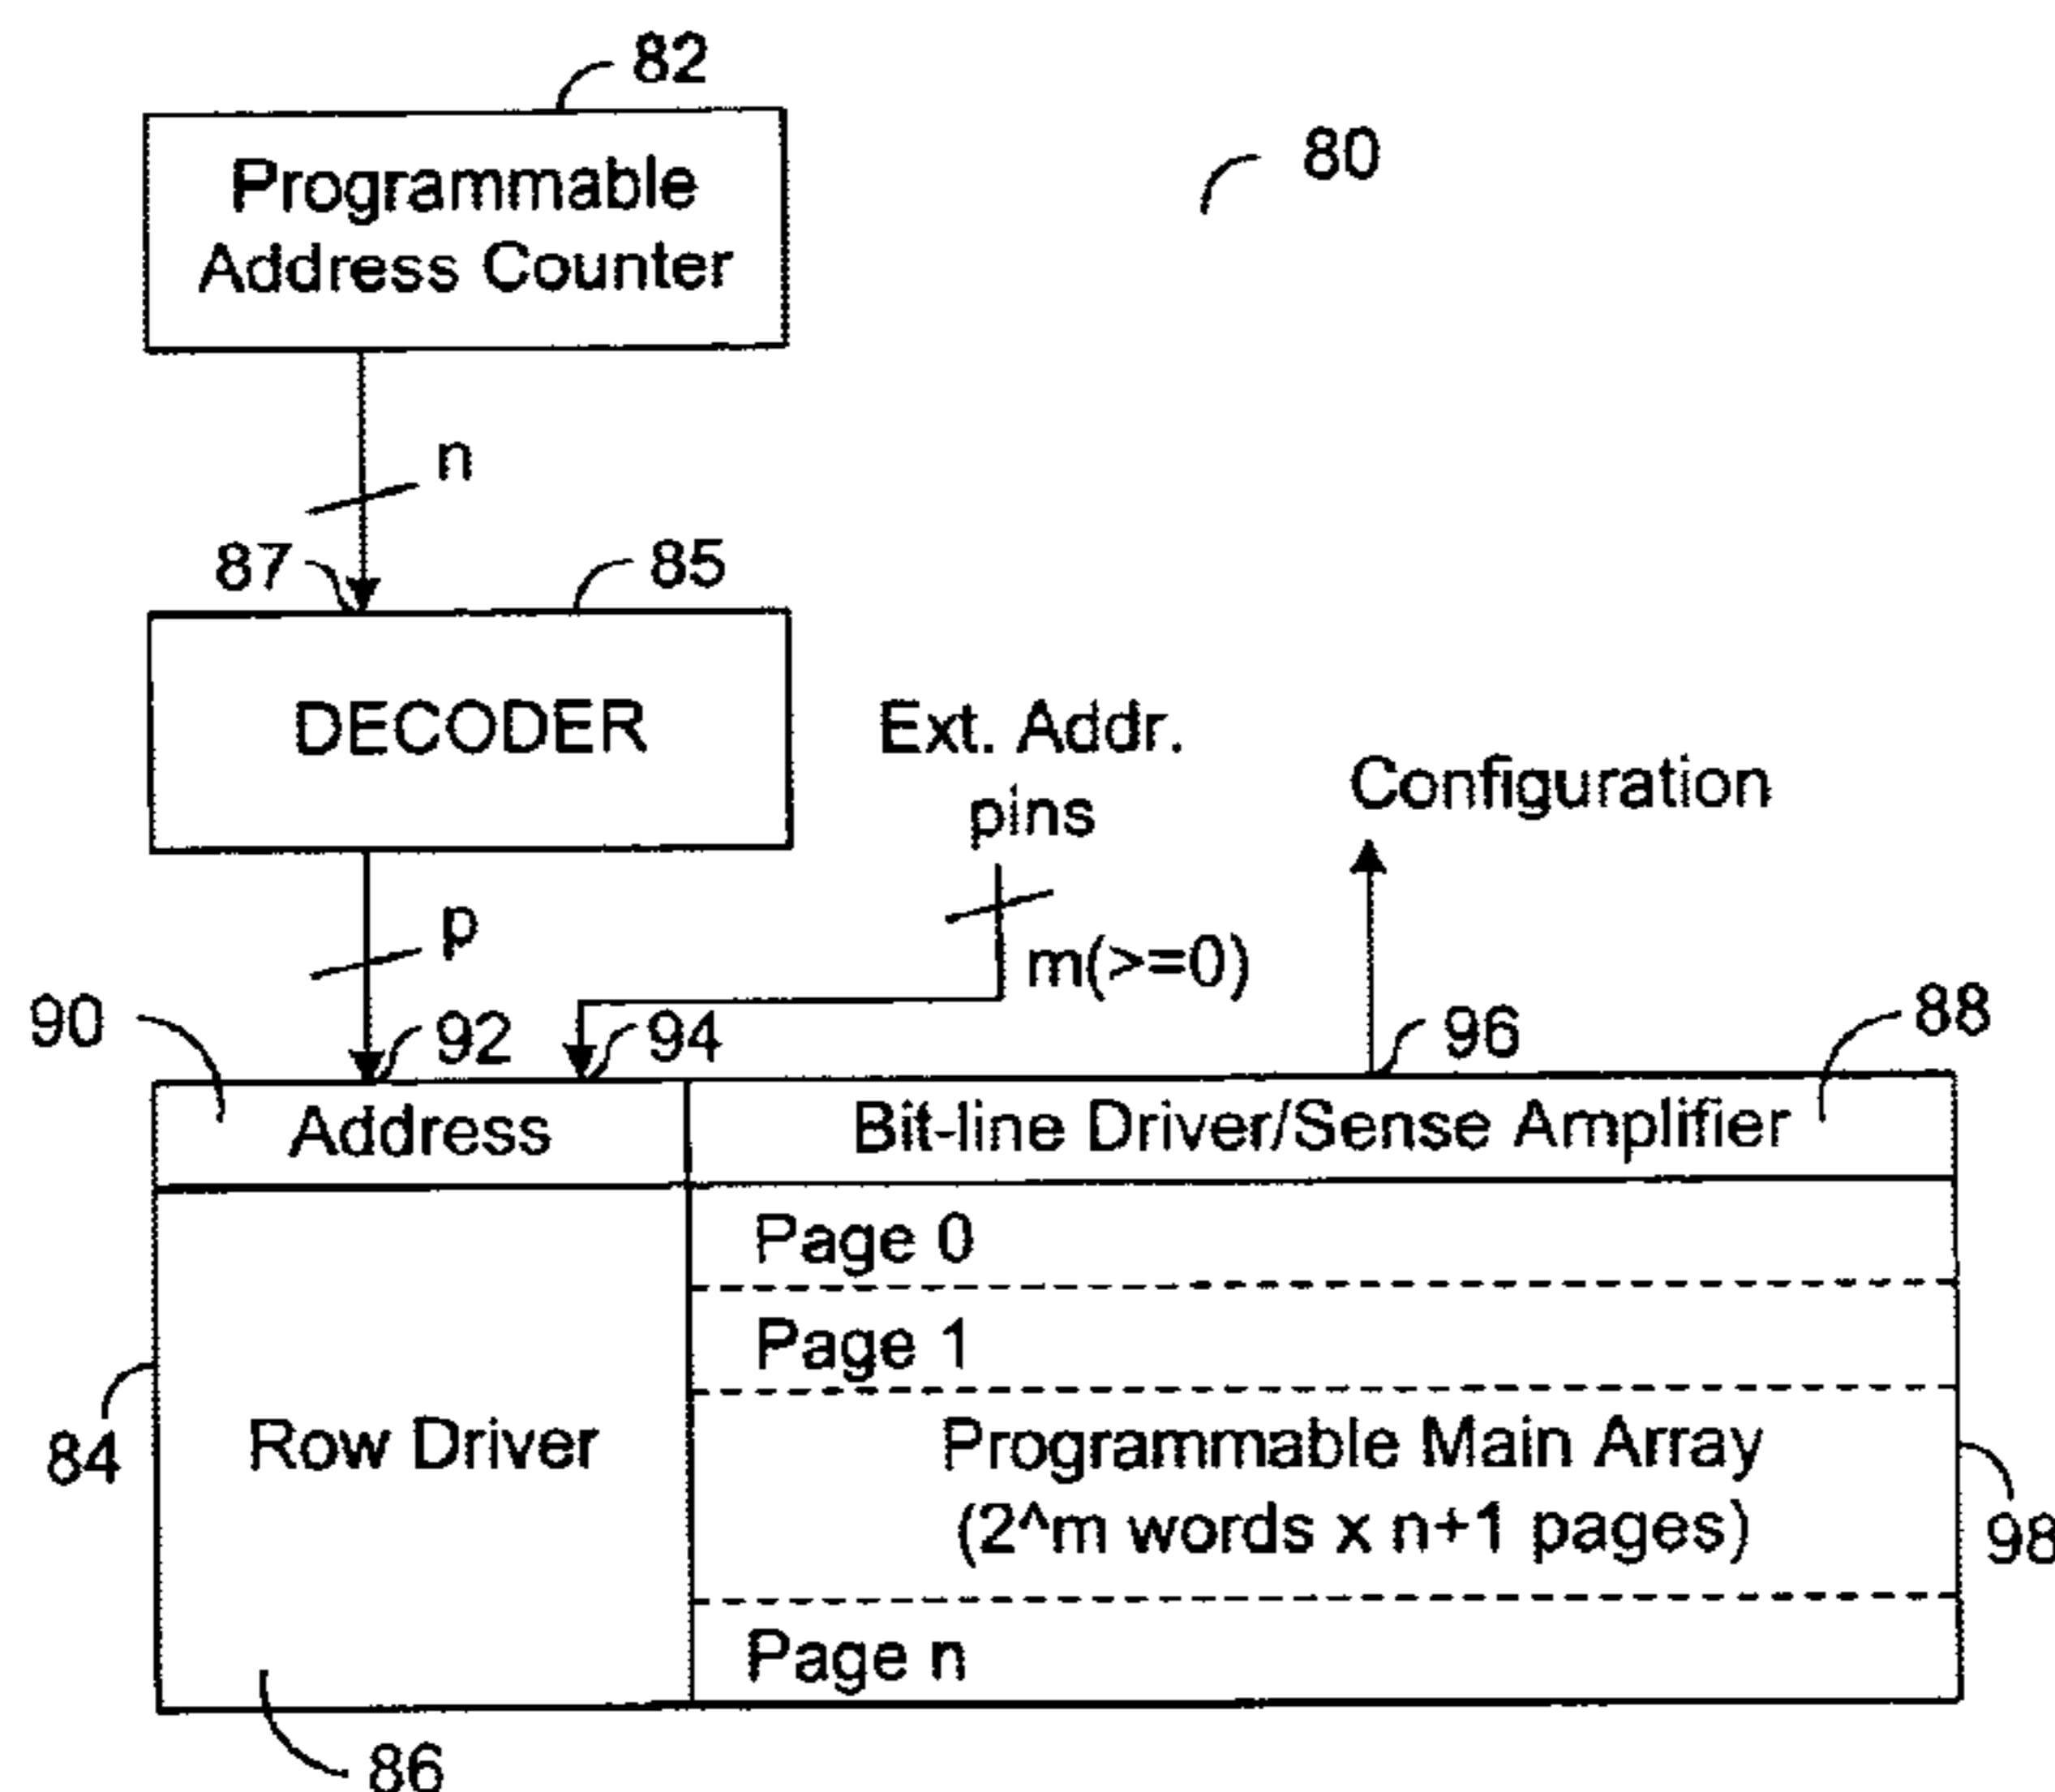 82
Programmable
Address Counter
80
n
87
85
DECODER
Ext. Addr.
pins
Configuration
p
m(>=0)
90
92
94
96
88
Address
Bit-line Driver/Sense Amplifier
Page 0
Page 1
84
Row Driver
Programmable Main Array
(2^m words x n+1 pages)
98
Page n
86